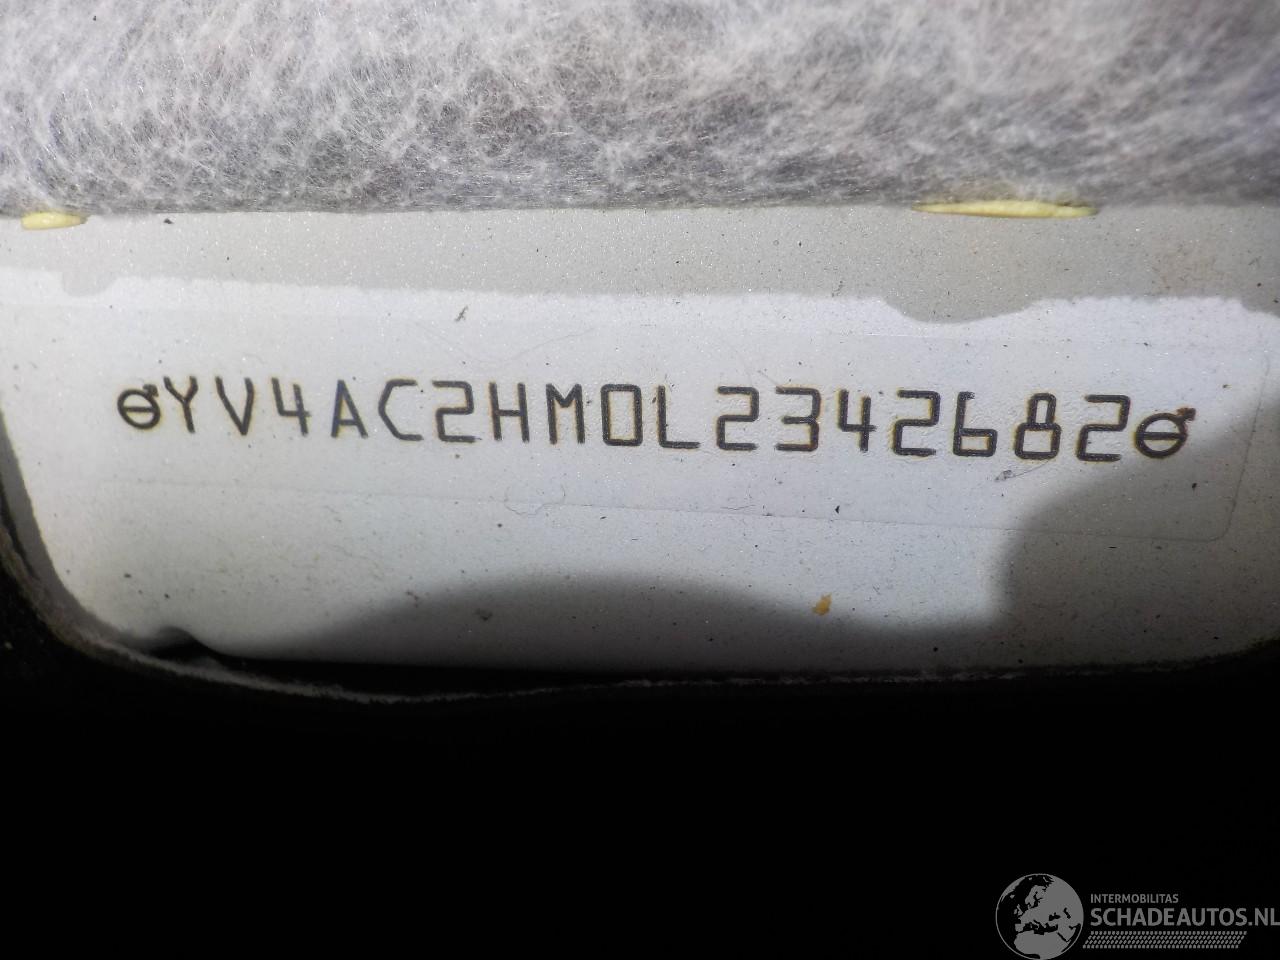 YV4AC2HM0L2342682
INTERMOBILITAS
SCHADEAUTOS.NL